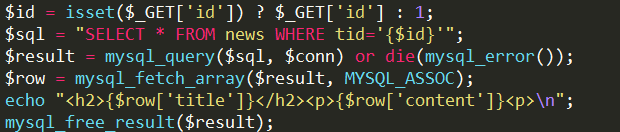 $id = isset($_GET['id']) ? $_GET['id'] : 1;
$sql = "SELECT * FROM news WHERE tid='{$id}'";
$result = mysql_query($sql, $conn) or die(mysql_error());
$row = mysql_fetch_array($result, MYSQL_ASSOC);
echo "<h2>{$row['title']}</h2><p>{$row['content']}<p>\n";
mysql_free_result($result);